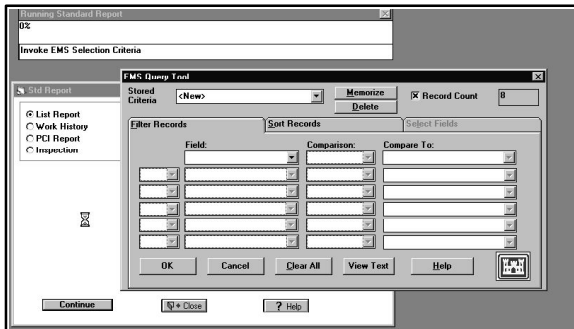 Running Standard Report
0%
Invoke EMS Selection Criteria
Std Report
List Report
Work History
PCI Report
Inspection
Continue
Close
? Help
EMS Query Tool
Stored Criteria
<New>
Memorize
Delete
Record Count
8
Filter Records
Sort Records
Select Fields
Field:
Comparison:
Compare To:
OK
Cancel
Clear All
View Text
Help